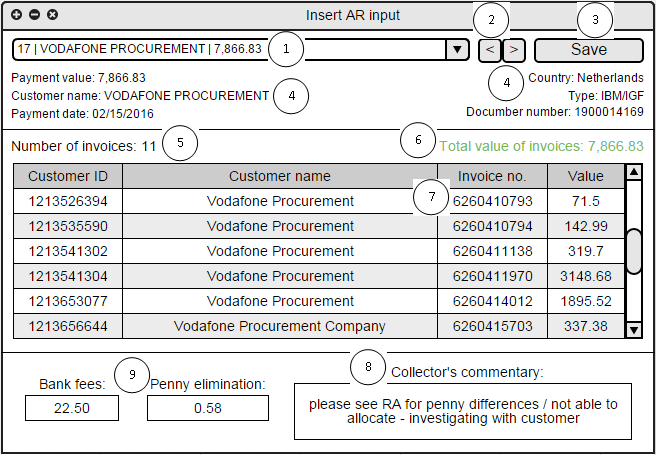 Insert AR input
2
3
17 | VODAFONE PROCUREMENT | 7,866.83
1
<
>
Save
Payment value: 7,866.83
Customer name: VODAFONE PROCUREMENT
4
Payment date: 02/15/2016
4
Country: Netherlands
Type: IBM/IGF
Documber number: 1900014169
Number of invoices: 11
5
6
Total value of invoices: 7,866.83
Customer ID Customer name Invoice no. Value
7
1213526394 Vodafone Procurement 6260410793 71.5
1213535590 Vodafone Procurement 6260410794 142.99
1213541302 Vodafone Procurement 6260411138 319.7
1213541304 Vodafone Procurement 6260411970 3148.68
1213653077 Vodafone Procurement 6260414012 1895.52
1213656644 Vodafone Procurement Company 6260415703 337.38
9
Bank fees:
22.50
Penny elimination:
0.58
8
Collector's commentary:
please see RA for penny differences / not able to
allocate - investigating with customer